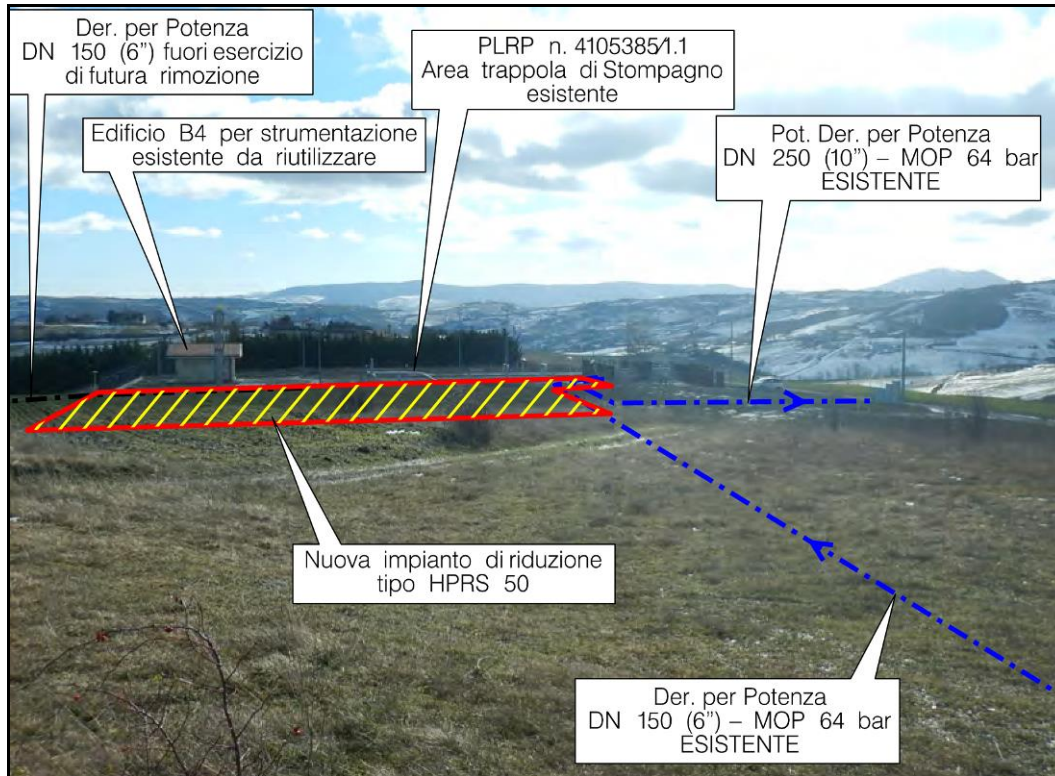 Der. per Potenza
DN 150 (6") fuori esercizio
di futura rimozione
PLRP n. 4105385/1.1
Area trappola di Stompagno
esistente
Edificio B4 per strumentazione
esistente da riutilizzare
Pot. Der. per Potenza
DN 250 (10") – MOP 64 bar
ESISTENTE
Nuova impianto di riduzione
tipo HPRS 50
Der. per Potenza
DN 150 (6") – MOP 64 bar
ESISTENTE